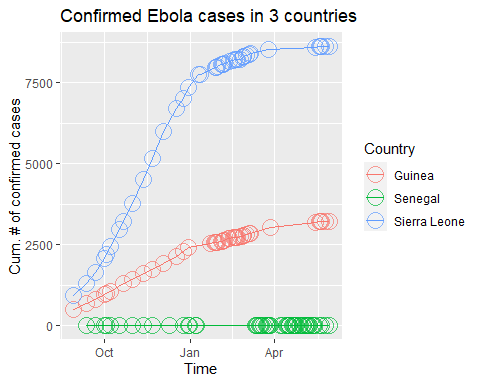 Confirmed Ebola cases in 3 countries
Cum. # of confirmed cases
7500
5000
2500
0
Oct
Jan
Apr
Time
Country
Guinea
Senegal
Sierra Leone